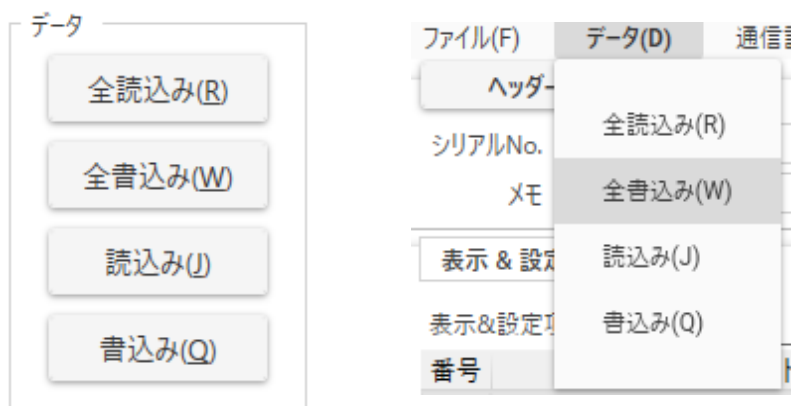 データ
全読込み(R)
全書込み(W)
読込み(J)
書込み(Q)
ファイル(F) データ(D) 通信
ヘッダー
シリアルNo.
メモ
全読込み(R)
全書込み(W)
読込み(J)
書込み(Q)
表示 & 設定
表示&設定項
番号